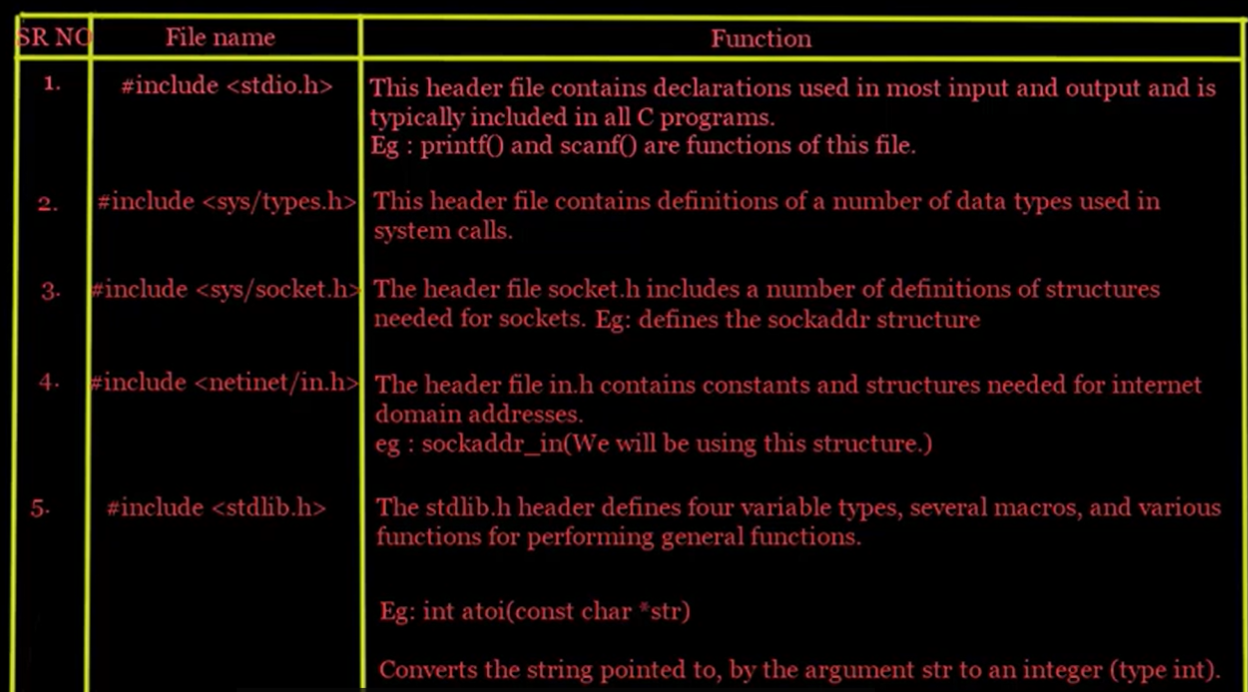 SR NO File name Function
1. #include <stdio.h> This header file contains declarations used in most input and output and is
typically included in all C programs.
Eg : printf() and scanf() are functions of this file.
2. #include <sys/types.h> This header file contains definitions of a number of data types used in
system calls.
3. #include <sys/socket.h> The header file socket.h includes a number of definitions of structures
needed for sockets. Eg: defines the sockaddr structure
4. #include <netinet/in.h> The header file in.h contains constants and structures needed for internet
domain addresses.
eg : sockaddr_in(We will be using this structure.)
5. #include <stdlib.h> The stdlib.h header defines four variable types, several macros, and various
functions for performing general functions.
Eg: int atoi(const char *str)
Converts the string pointed to, by the argument str to an integer (type int).